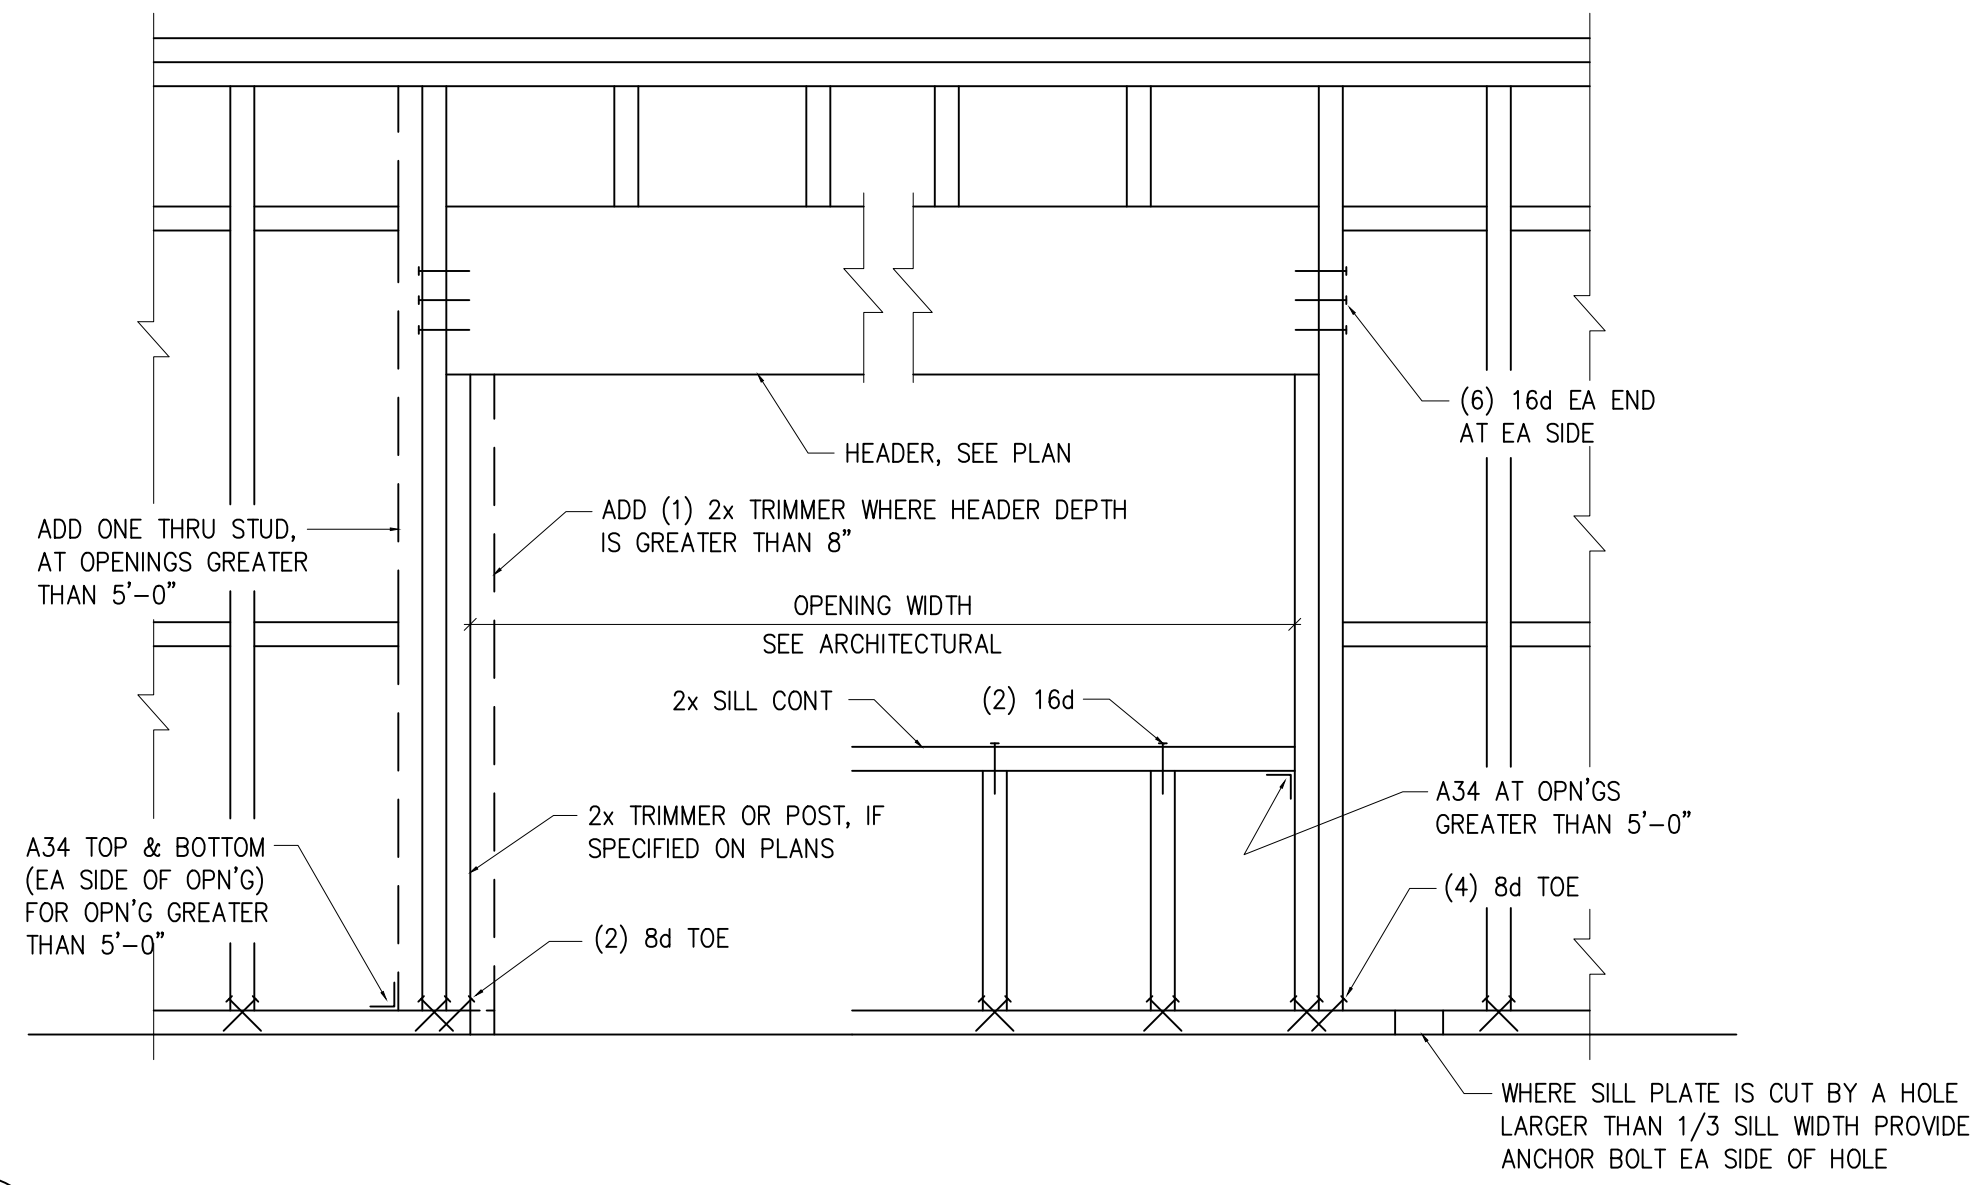 (6) 16d EA END
AT EA SIDE
HEADER, SEE PLAN
ADD (1) 2x TRIMMER WHERE HEADER DEPTH
IS GREATER THAN 8"
ADD ONE THRU STUD,
AT OPENINGS GREATER
THAN 5'-0"
OPENING WIDTH
SEE ARCHITECTURAL
2x SILL CONT
(2) 16d
A34 AT OPN'GS
GREATER THAN 5'-0"
2x TRIMMER OR POST, IF
SPECIFIED ON PLANS
A34 TOP & BOTTOM
(EA SIDE OF OPN'G)
FOR OPN'G GREATER
THAN 5'-0"
(4) 8d TOE
(2) 8d TOE
WHERE SILL PLATE IS CUT BY A HOLE
LARGER THAN 1/3 SILL WIDTH PROVIDE
ANCHOR BOLT EA SIDE OF HOLE